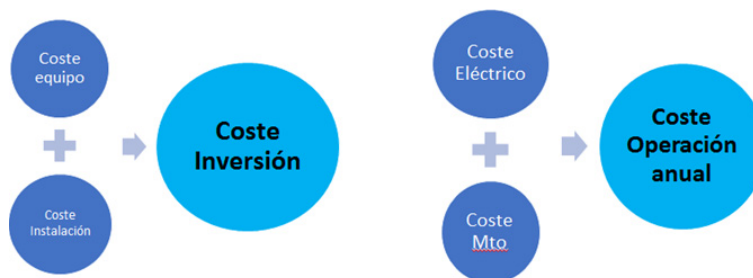 Coste
equipo
Coste
Instalación
Coste
Inversión
Coste
Eléctrico
Coste
Mto
Coste
Operación
anual